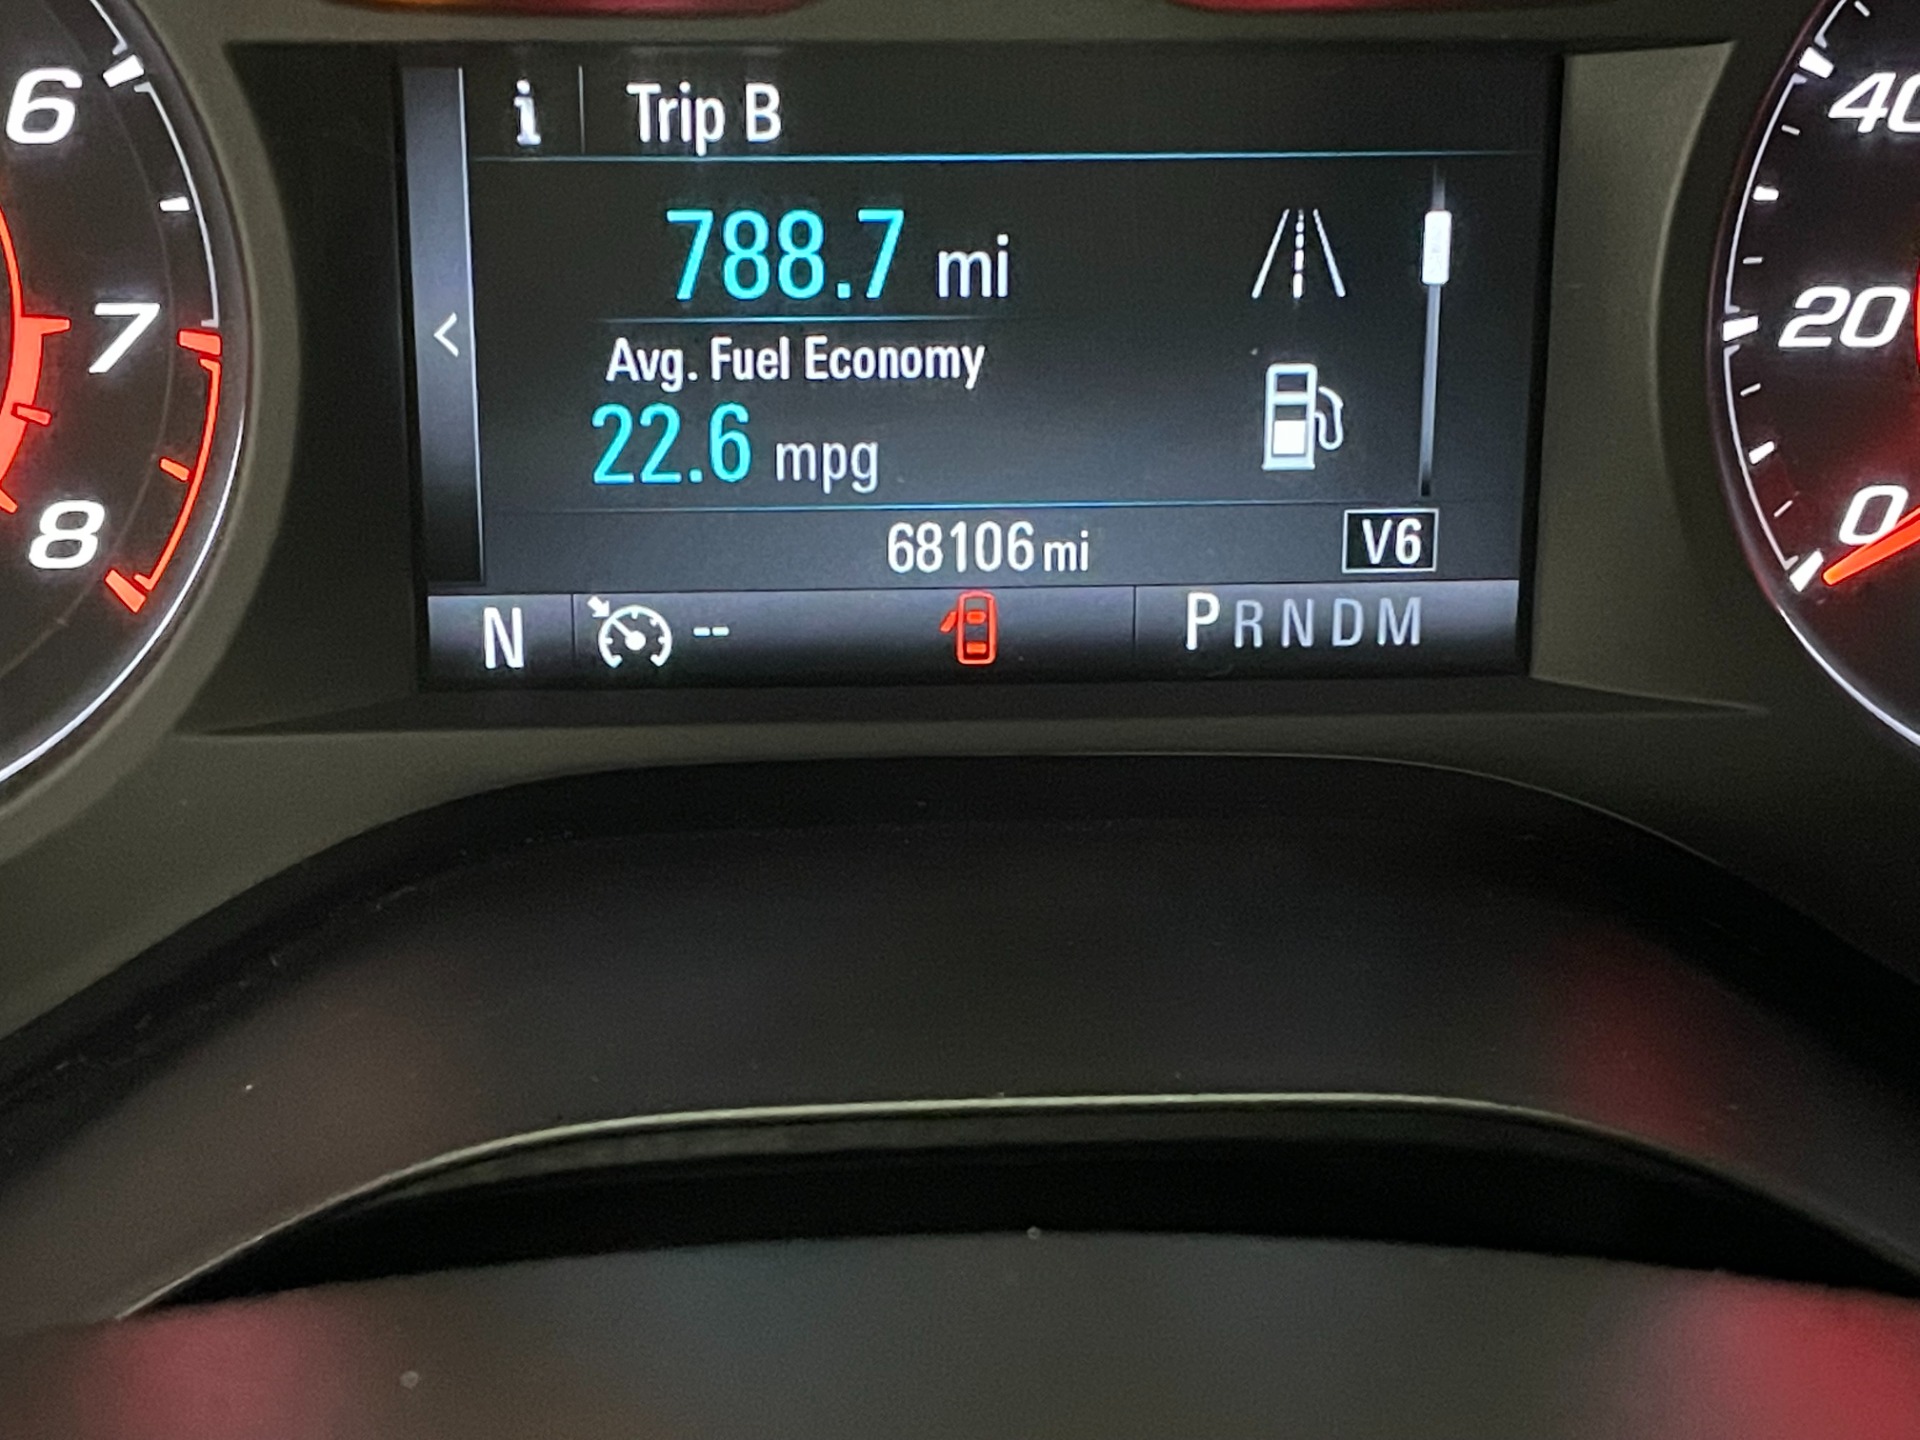 6
7
8
i Trip B
788.7 mi
Avg. Fuel Economy
22.6 mpg
68106 mi V6
N -- PRNDM
40
20
0